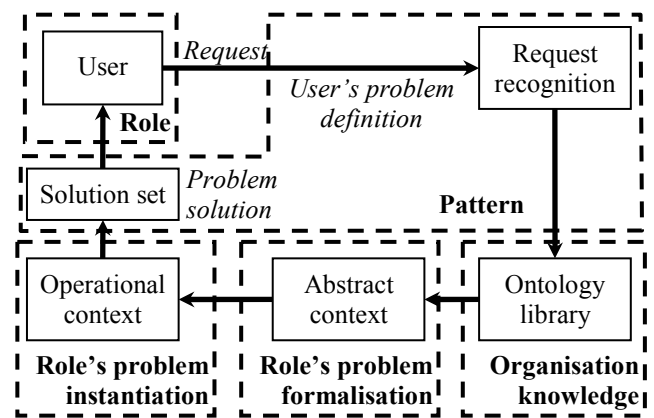 User
Request
Request
recognition
User's problem
definition
Role
Solution set
Problem
solution
Pattern
Operational
context
Abstract
context
Ontology
library
Role's problem
instantiation
Role's problem
formalisation
Organisation
knowledge